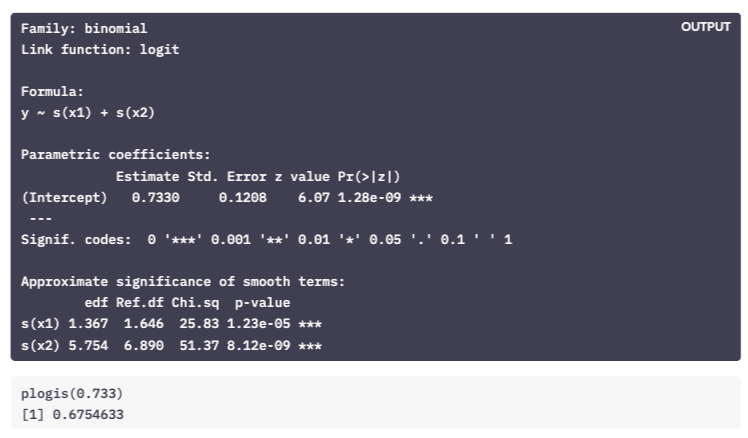 OUTPUT
Family: binomial
Link function: logit
Formula:
y ~ s(x1) + s(x2)
Parametric coefficients:
            Estimate Std. Error z value Pr(>|z|)
(Intercept)   0.7330     0.1208    6.07 1.28e-09 ***
---
Signif. codes:  0 '***' 0.001 '**' 0.01 '*' 0.05 '.' 0.1 ' ' 1
Approximate significance of smooth terms:
        edf Ref.df Chi.sq  p-value
s(x1) 1.367  1.646  25.83 1.23e-05 ***
s(x2) 5.754  6.890  51.37 8.12e-09 ***
plogis(0.733)
[1] 0.6754633